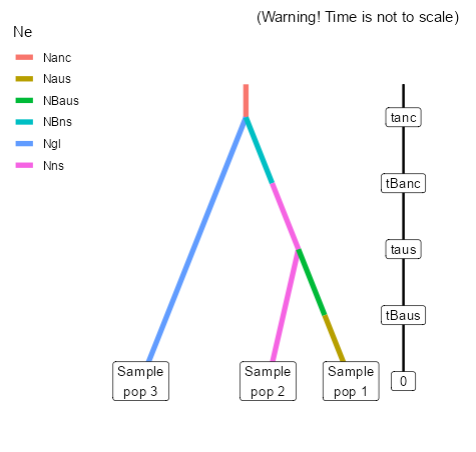 (Warning! Time is not to scale)
Ne
Nanc
Naus
NBaus
NBns
Ngl
Nns
tanc
tBanc
taus
tBaus
0
Sample
pop 3
Sample
pop 2
Sample
pop 1